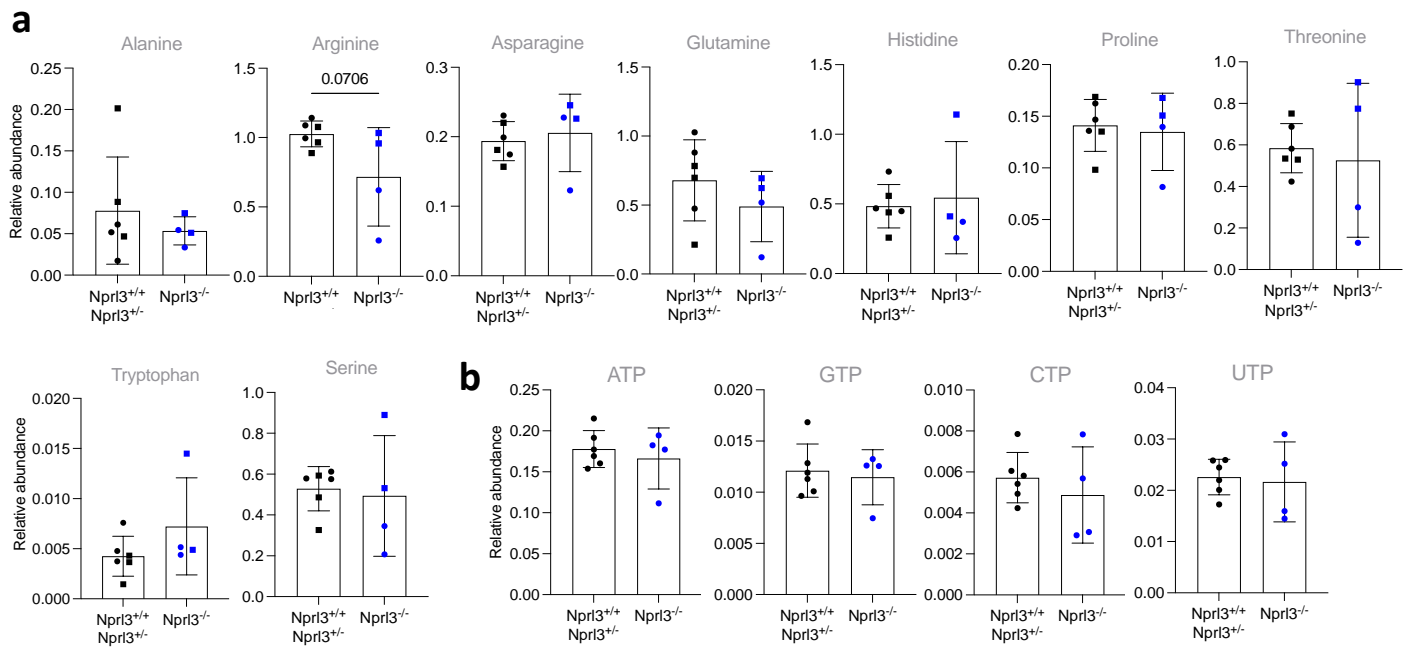 a
Alanine
Arginine
Asparagine
Glutamine
Histidine
Proline
Threonine
Relative abundance
0.25
0.20
0.15
0.10
0.05
0.00
Nprl3+/+
Nprl3+/-
Nprl3-/-
0.0706
1.5
1.0
0.5
0.0
Nprl3+/+
Nprl3-/-
0.3
0.2
0.1
0.0
Nprl3+/+
Nprl3+/-
Nprl3-/-
1.5
1.0
0.5
0.0
Nprl3+/+
Nprl3+/-
Nprl3-/-
1.5
1.0
0.5
0.0
Nprl3+/+
Nprl3+/-
Nprl3-/-
0.20
0.15
0.10
0.05
0.00
Nprl3+/+
Nprl3+/-
Nprl3-/-
1.0
0.8
0.6
0.4
0.2
0.0
Nprl3+/+
Nprl3+/-
Nprl3-/-
Tryptophan
Relative abundance
0.020
0.015
0.010
0.005
0.000
Nprl3+/+
Nprl3+/-
Nprl3-/-
Serine
1.0
0.8
0.6
0.4
0.2
0.0
Nprl3+/+
Nprl3+/-
Nprl3-/-
b
ATP
Relative abundance
0.25
0.20
0.15
0.10
0.05
0.00
Nprl3+/+
Nprl3+/-
Nprl3-/-
GTP
0.020
0.015
0.010
0.005
0.000
Nprl3+/+
Nprl3+/-
Nprl3-/-
CTP
0.010
0.008
0.006
0.004
0.002
0.000
Nprl3+/+
Nprl3+/-
Nprl3-/-
UTP
0.04
0.03
0.02
0.01
0.00
Nprl3+/+
Nprl3+/-
Nprl3-/-